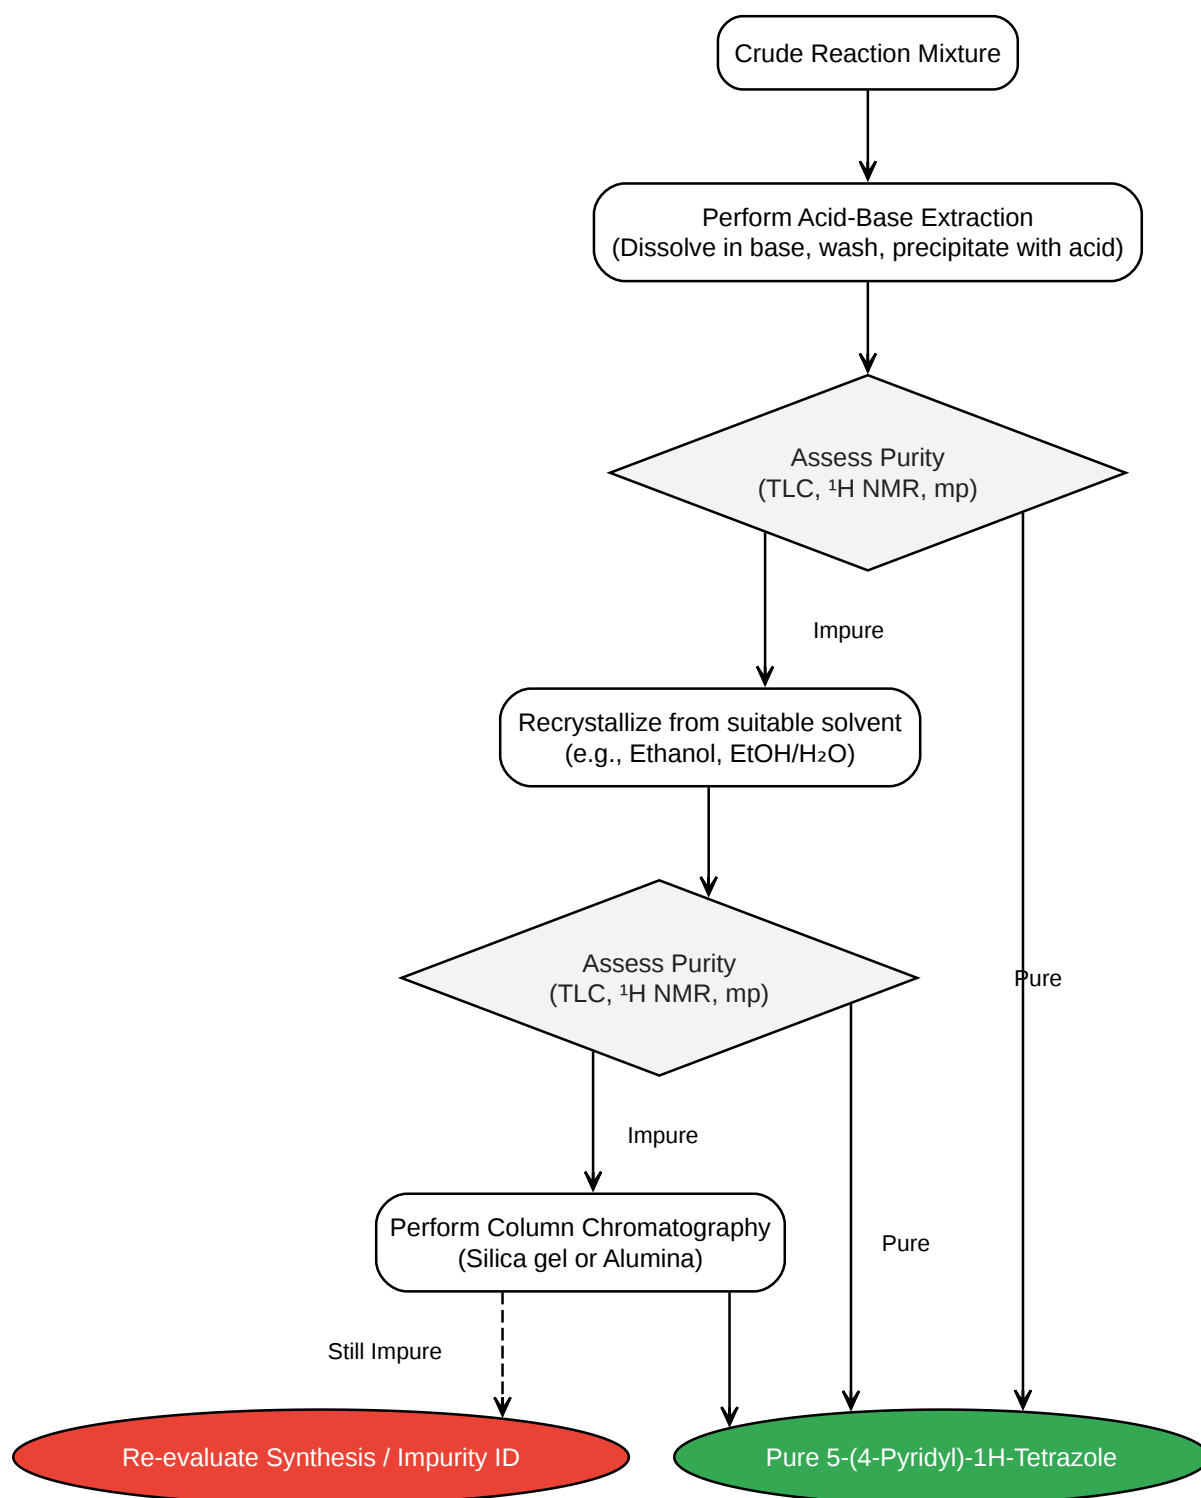 Crude Reaction Mixture
Perform Acid-Base Extraction
(Dissolve in base, wash, precipitate with acid)
Assess Purity
(TLC, ¹H NMR, mp)
Impure
Recrystallize from suitable solvent
(e.g., Ethanol, EtOH/H₂O)
Assess Purity
(TLC, ¹H NMR, mp)
Pure
Impure
Perform Column Chromatography
(Silica gel or Alumina)
Pure
Still Impure
Re-evaluate Synthesis / Impurity ID
Pure 5-(4-Pyridyl)-1H-Tetrazole